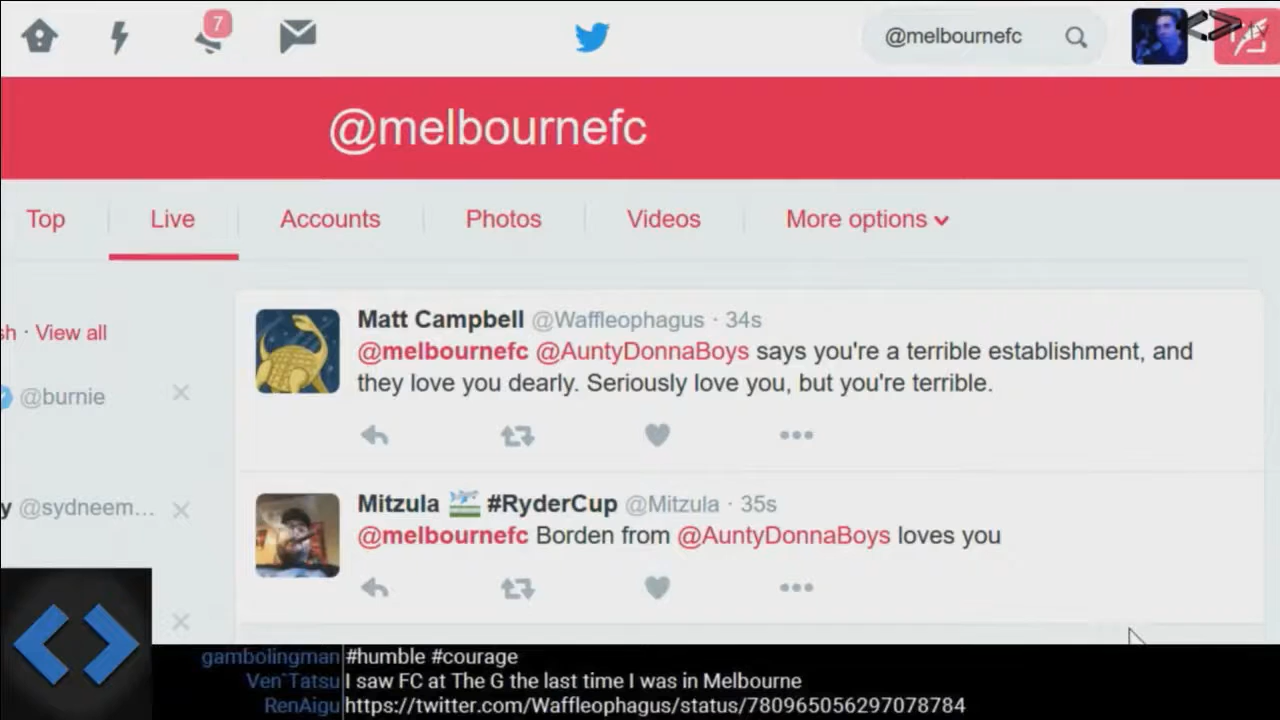 7
@melbournefc
tv
@melbournefc
Top
Live
Accounts
Photos
Videos
More options
sh · View all
@burnie
y @sydneem...
Matt Campbell @Waffleophagus · 34s
@melbournefc @AuntyDonnaBoys says you're a terrible establishment, and
they love you dearly. Seriously love you, but you're terrible.
Mitzula #RyderCup @Mitzula · 35s
@melbournefc Borden from @AuntyDonnaBoys loves you
gambolingman #humble #courage
Ven`Tatsu I saw FC at The G the last time I was in Melbourne
RenAigu https://twitter.com/Waffleophagus/status/780965056297078784